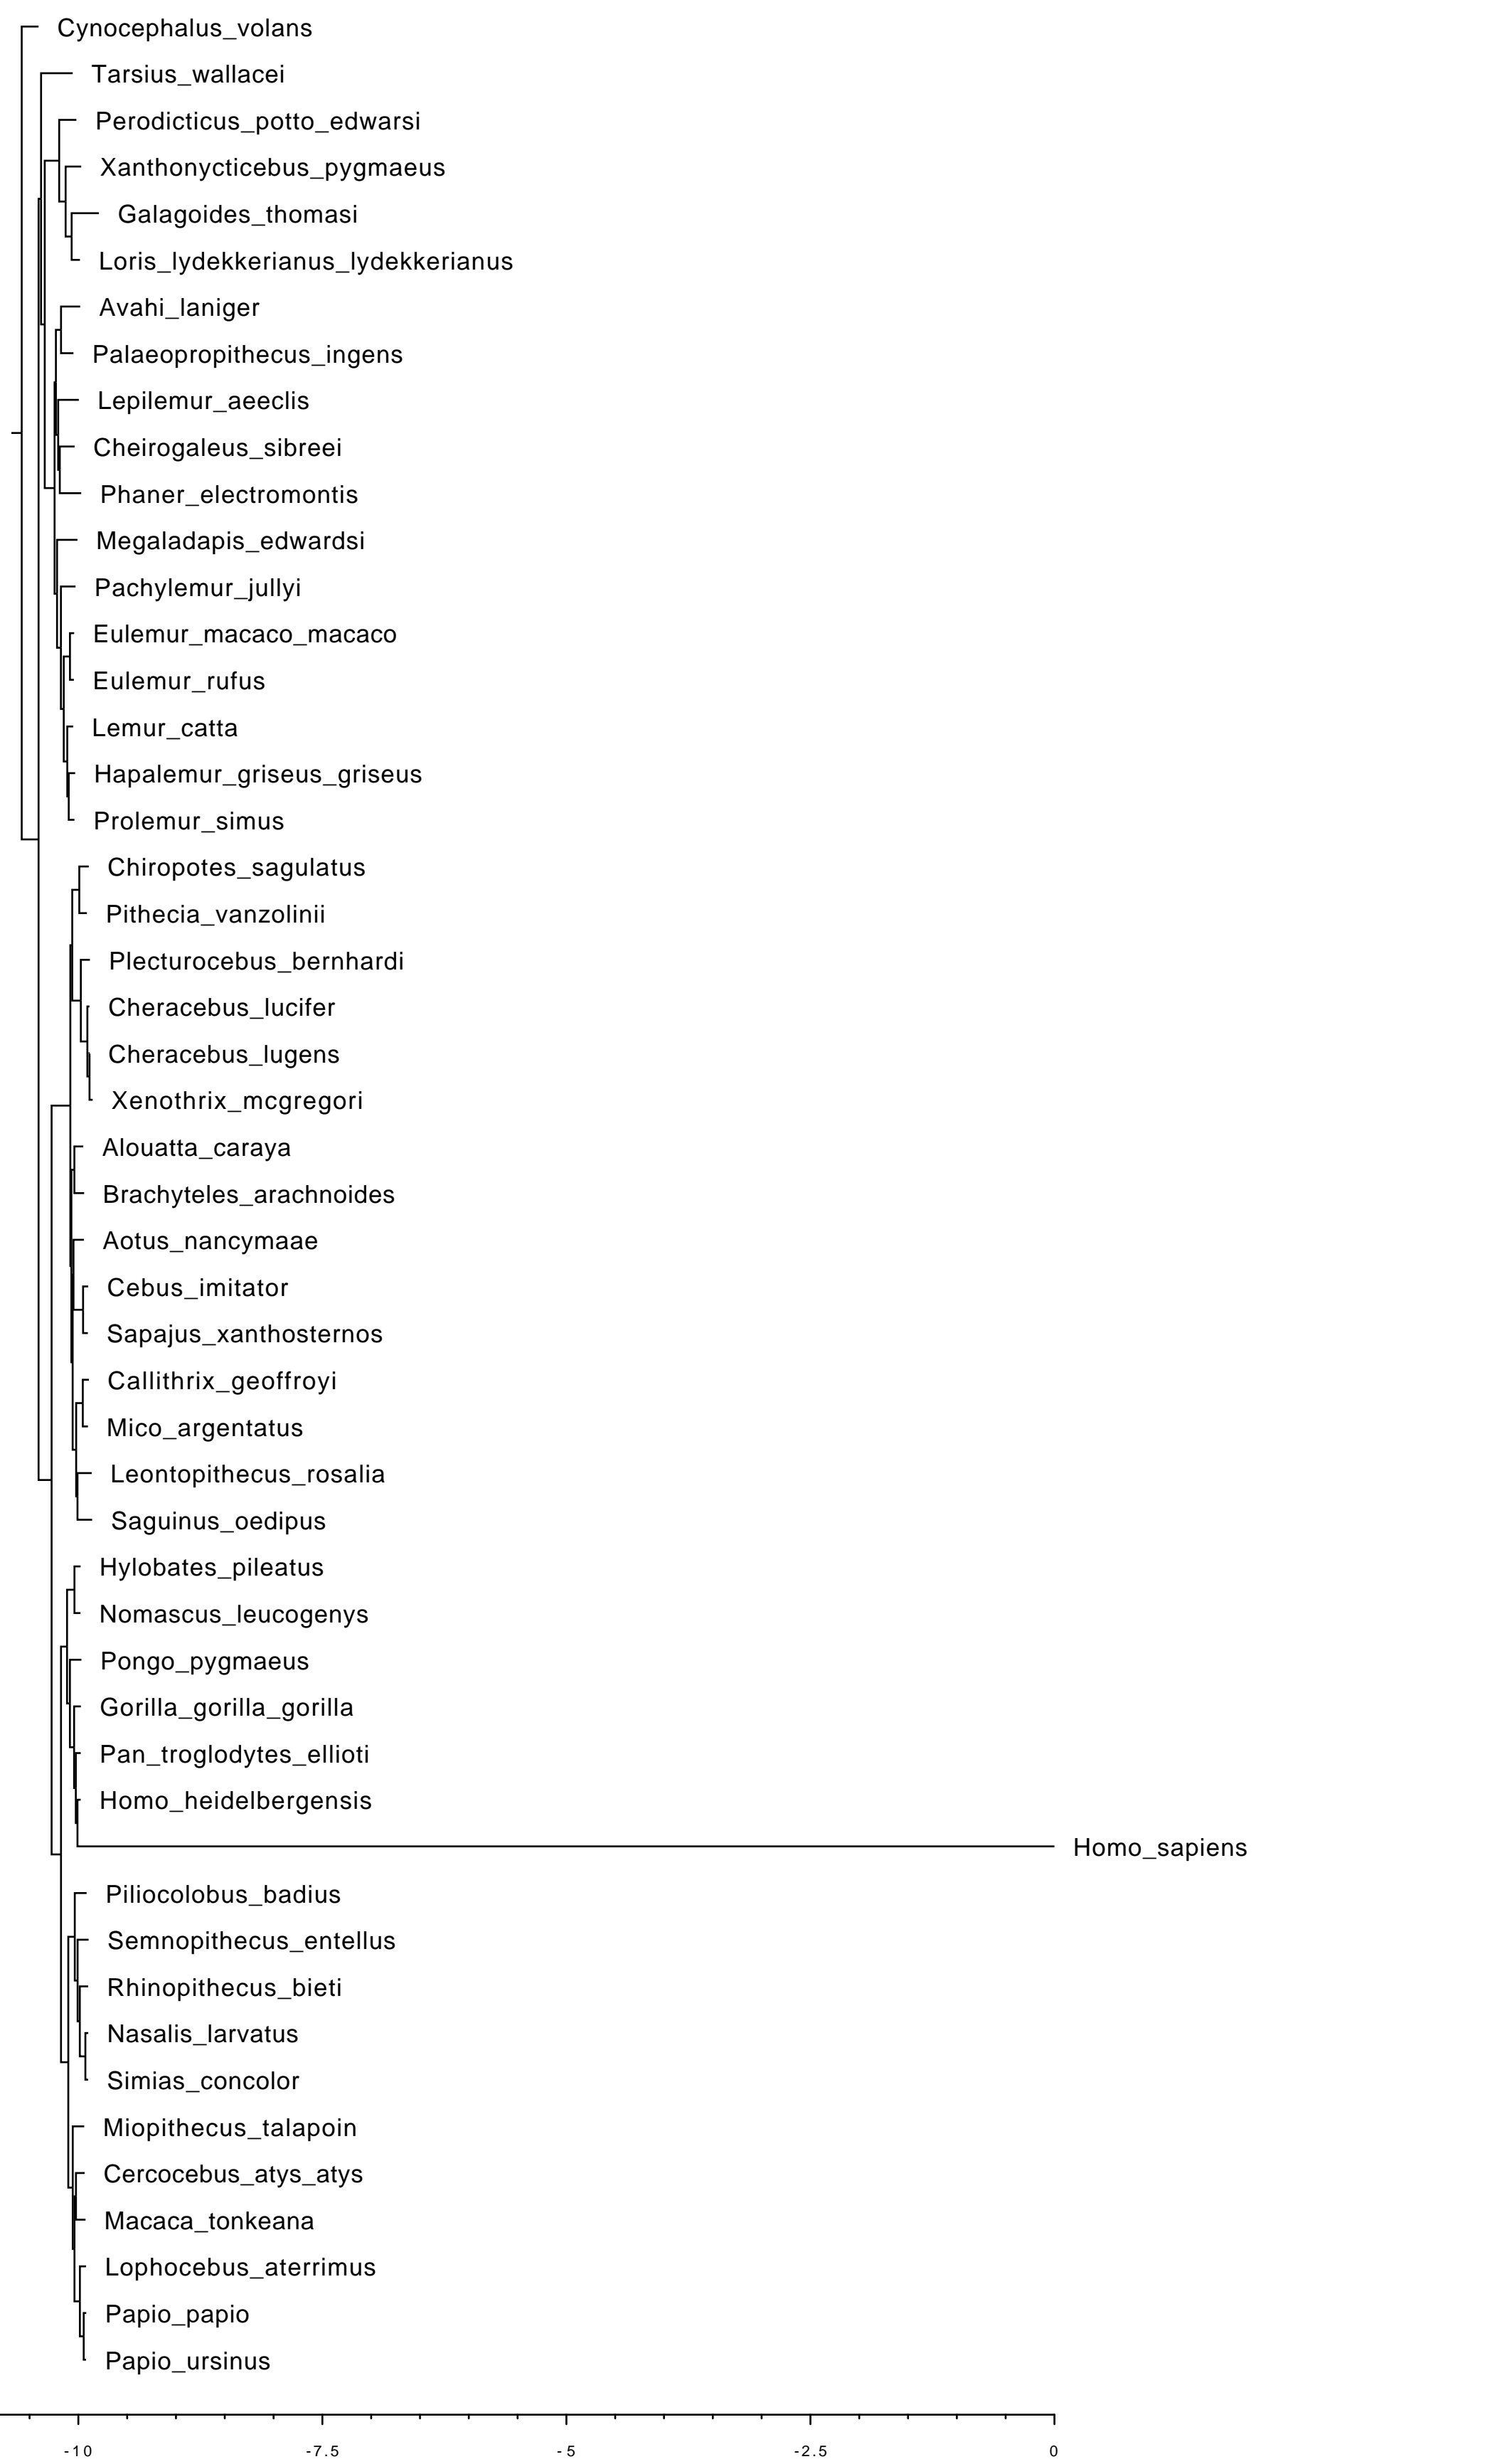 Cynocephalus_volans
Tarsius_wallacei
Perodicticus_potto_edwarsi
Xanthonycticebus_pygmaeus
Galagoides_thomasi
Loris_lydekkerianus_lydekkerianus
Avahi_laniger
Palaeopropithecus_ingens
Lepilemur_aeeclis
Cheirogaleus_sibreei
Phaner_electromontis
Megaladapis_edwardsi
Pachylemur_jullyi
Eulemur_macaco_macaco
Eulemur_rufus
Lemur_catta
Hapalemur_griseus_griseus
Prolemur_simus
Chiropotes_sagulatus
Pithecia_vanzolinii
Plecturocebus_bernhardi
Cheracebus_lucifer
Cheracebus_lugens
Xenothrix_mcgregori
Alouatta_caraya
Brachyteles_arachnoides
Aotus_nancymaae
Cebus_imitator
Sapajus_xanthosternos
Callithrix_geoffroyi
Mico_argentatus
Leontopithecus_rosalia
Saguinus_oedipus
Hylobates_pileatus
Nomascus_leucogenys
Pongo_pygmaeus
Gorilla_gorilla_gorilla
Pan_troglodytes_ellioti
Homo_heidelbergensis
Homo_sapiens
Piliocolobus_badius
Semnopithecus_entellus
Rhinopithecus_bieti
Nasalis_larvatus
Simias_concolor
Miopithecus_talapoin
Cercocebus_atys_atys
Macaca_tonkeana
Lophocebus_aterrimus
Papio_papio
Papio_ursinus
-10 -7.5 -5 -2.5 0